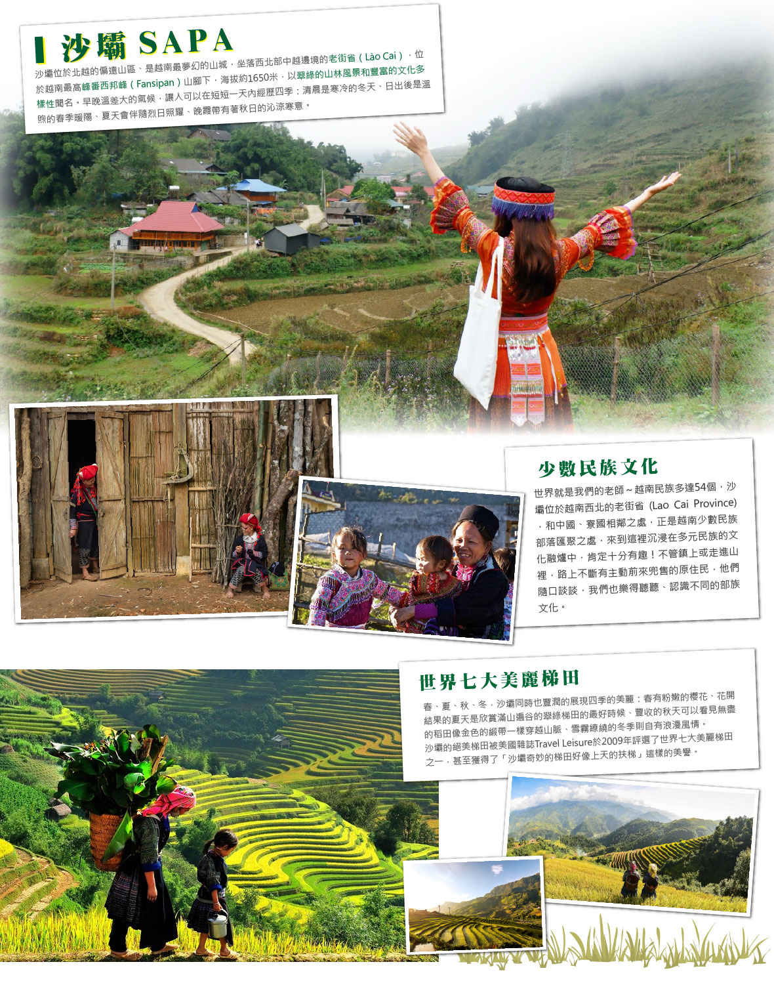 沙壩 SAPA
沙壩位於北越的偏遠山區、是越南最夢幻的山城，坐落西北部中越邊境的老街省（Lào Cai），位
於越南最高峰番西邦峰（Fansipan）山腳下，海拔約1650米，以翠綠的山林風景和豐富的文化多
樣性聞名。早晚溫差大的氣候，讓人可以在短短一天內經歷四季：清晨是寒冷的冬天、日出後是溫
煦的春季暖陽、夏天會伴隨烈日照耀、晚霞帶有著秋日的沁涼寒意。
少數民族文化
世界就是我們的老師～越南民族多達54個，沙
壩位於越南西北的老街省 (Lao Cai Province)
，和中國、寮國相鄰之處，正是越南少數民族
部落匯聚之處，來到這裡沉浸在多元民族的文
化融爐中，肯定十分有趣！不管鎮上或走進山
裡，路上不斷有主動前來兜售的原住民，他們
隨口談談，我們也樂得聽聽、認識不同的部族
文化。
世界七大美麗梯田
春、夏、秋、冬，沙壩同時也豐潤的展現四季的美麗：春有粉嫩的櫻花、花開
結果的夏天是欣賞滿山遍谷的翠綠梯田的最好時候、豐收的秋天可以看見無盡
的稻田像金色的緞帶一樣穿越山脈、雪霧繚繞的冬季則自有浪漫風情。
沙壩的絕美梯田被美國雜誌Travel Leisure於2009年評選了世界七大美麗梯田
之一，甚至獲得了「沙壩奇妙的梯田好像上天的扶梯」這樣的美譽。